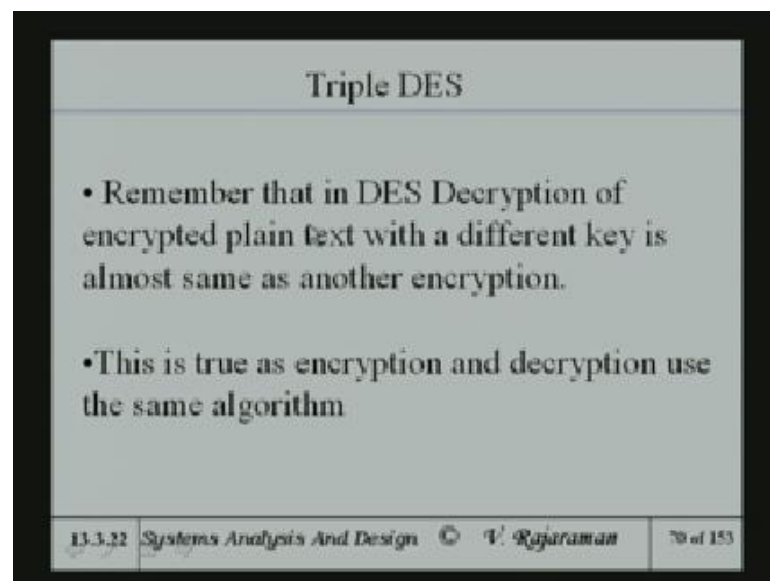 Triple DES
• Remember that in DES Decryption of
encrypted plain text with a different key is
almost same as another encryption.
•This is true as encryption and decryption use
the same algorithm
13.3.22 Systems Analysis And Design © V. Rajaraman 70 of 153